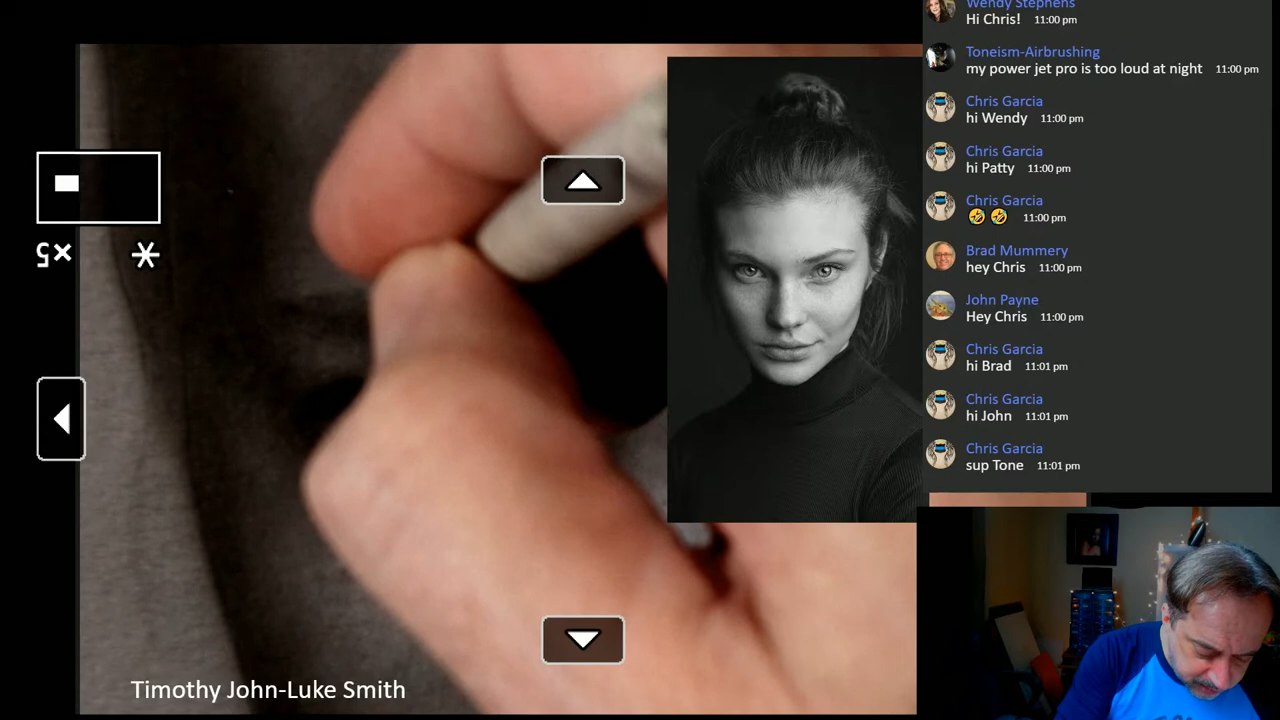 Wendy Stephens
Hi Chris! 11:00 pm
Toneism-Airbrushing
my power jet pro is too loud at night 11:00 pm
Chris Garcia
hi Wendy 11:00 pm
Chris Garcia
hi Patty 11:00 pm
Chris Garcia
🤣 🤣 11:00 pm
Brad Mummery
hey Chris 11:00 pm
John Payne
Hey Chris 11:00 pm
Chris Garcia
hi Brad 11:01 pm
Chris Garcia
hi John 11:01 pm
Chris Garcia
sup Tone 11:01 pm
x5
Timothy John-Luke Smith